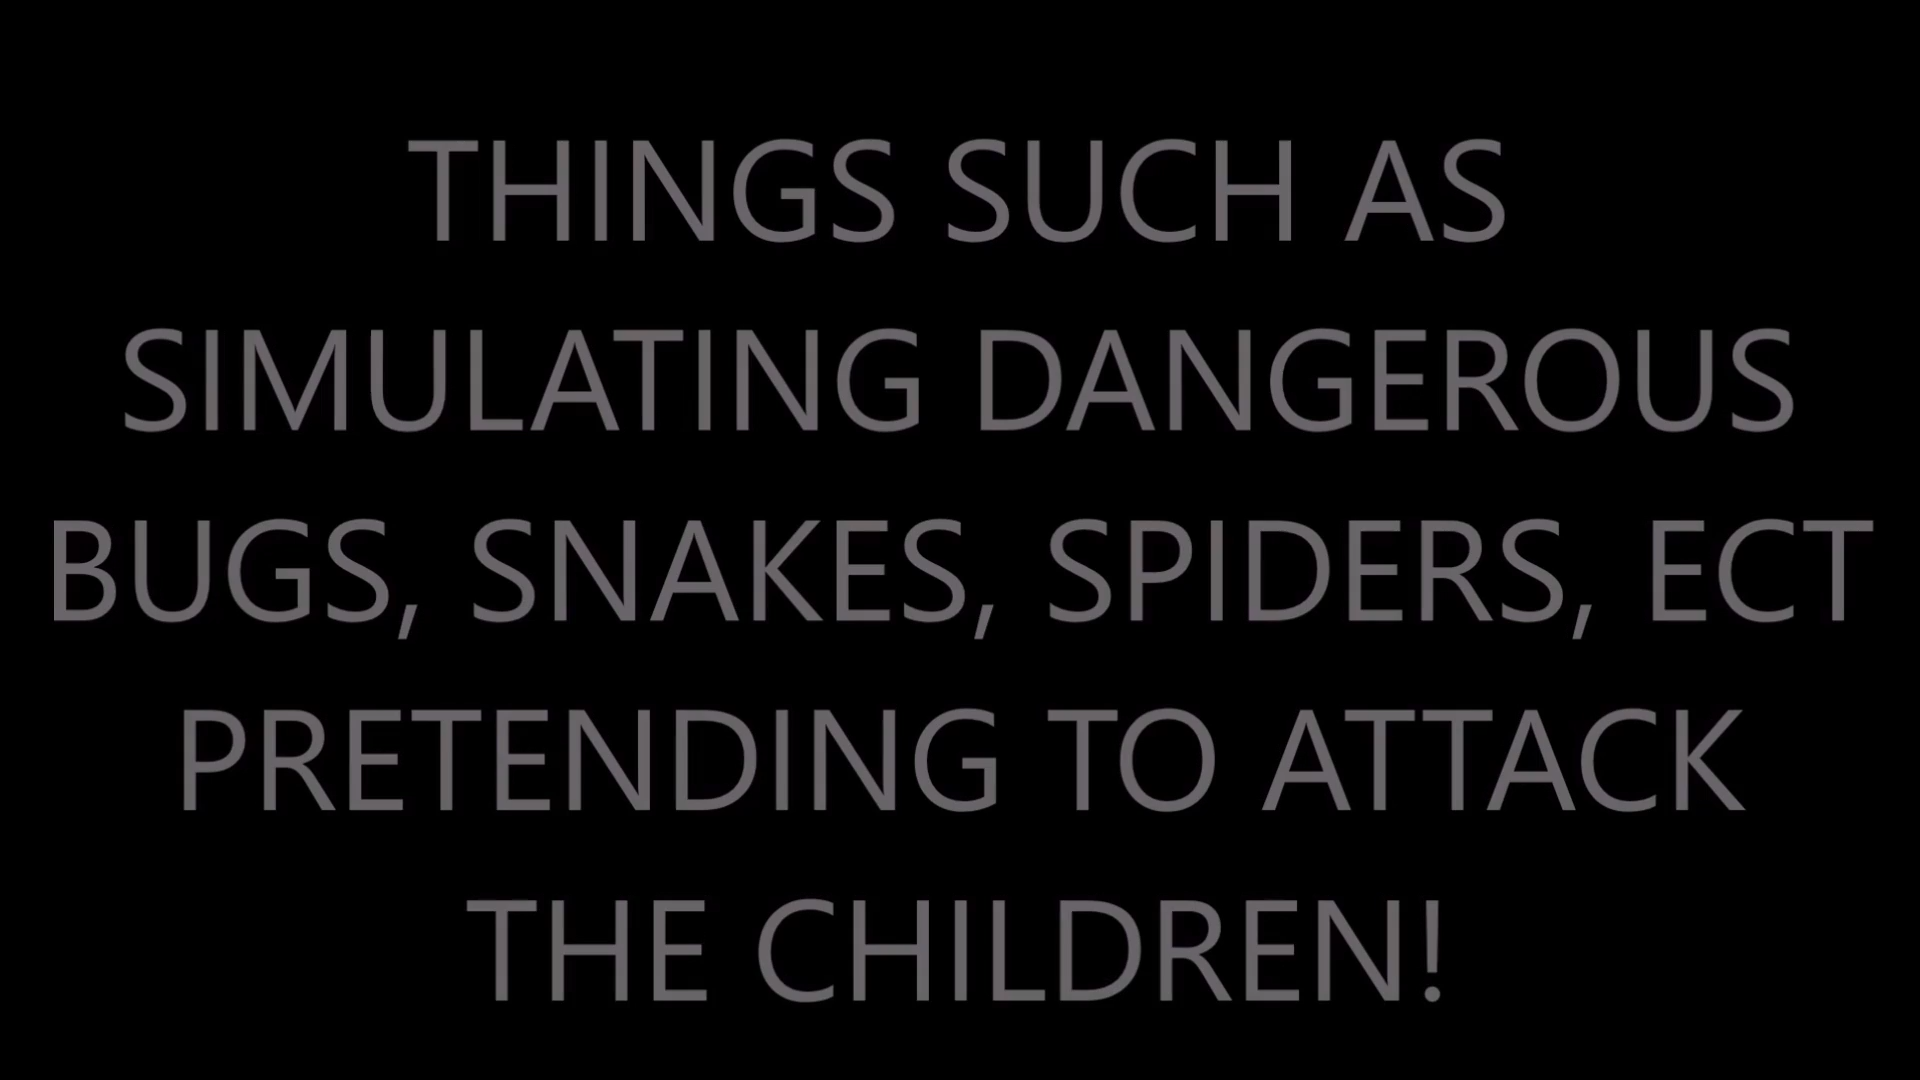 THINGS SUCH AS
SIMULATING DANGEROUS
BUGS, SNAKES, SPIDERS, ECT
PRETENDING TO ATTACK
THE CHILDREN!